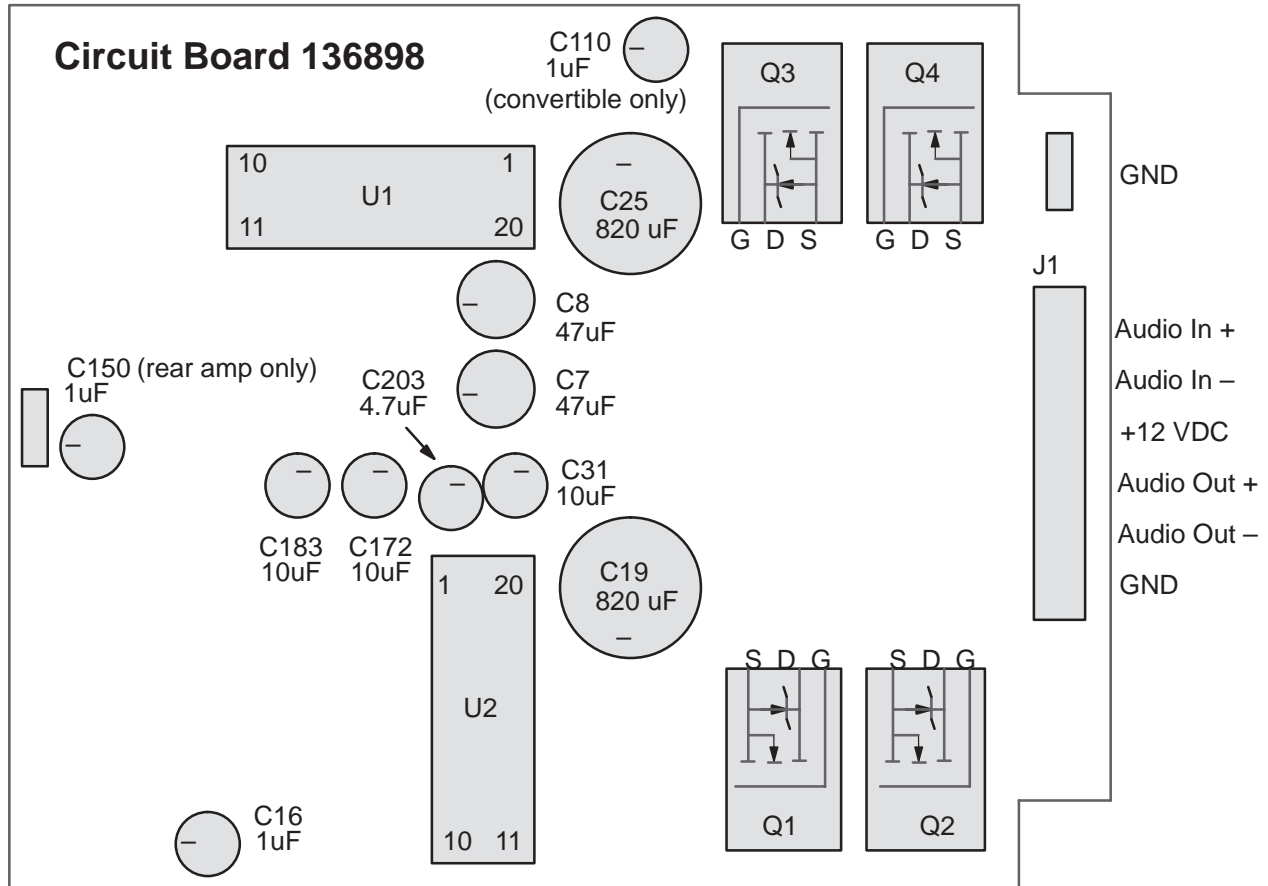 Circuit Board 136898
C110
1uF
(convertible only)
Q3
Q4
10
1
U1
11
20
–
C25
820 uF
G D S
G D S
GND
J1
–
C8
47uF
–
C7
47uF
C150 (rear amp only)
1uF
–
C203
4.7uF
–
–
–
–
C31
10uF
C183
10uF
C172
10uF
Audio In +
Audio In –
+12 VDC
Audio Out +
Audio Out –
GND
1
20
U2
10
11
C19
820 uF
–
S D G
S D G
Q1
Q2
C16
1uF
–
–